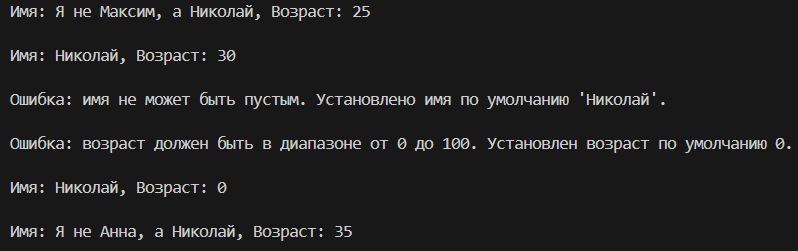 Имя: Я не Максим, а Николай, Возраст: 25
Имя: Николай, Возраст: 30
Ошибка: имя не может быть пустым. Установлено имя по умолчанию 'Николай'.
Ошибка: возраст должен быть в диапазоне от 0 до 100. Установлен возраст по умолчанию 0.
Имя: Николай, Возраст: 0
Имя: Я не Анна, а Николай, Возраст: 35